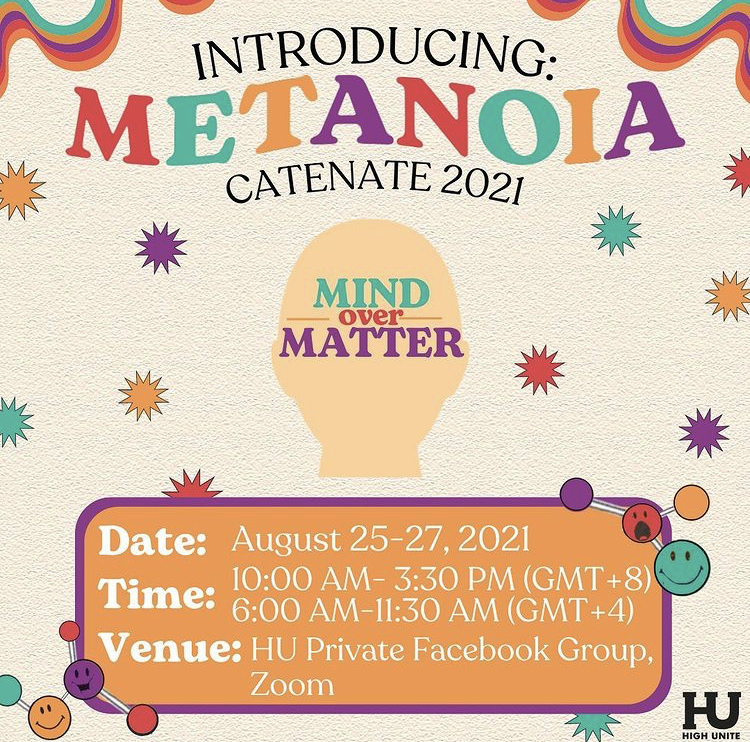 INTRODUCING:
METANOIA
CATENATE 2021
MIND
over
MATTER
Date: August 25-27, 2021
Time: 10:00 AM- 3:30 PM (GMT+8)
6:00 AM-11:30 AM (GMT+4)
Venue: HU Private Facebook Group,
Zoom
HU
HIGH UNITE